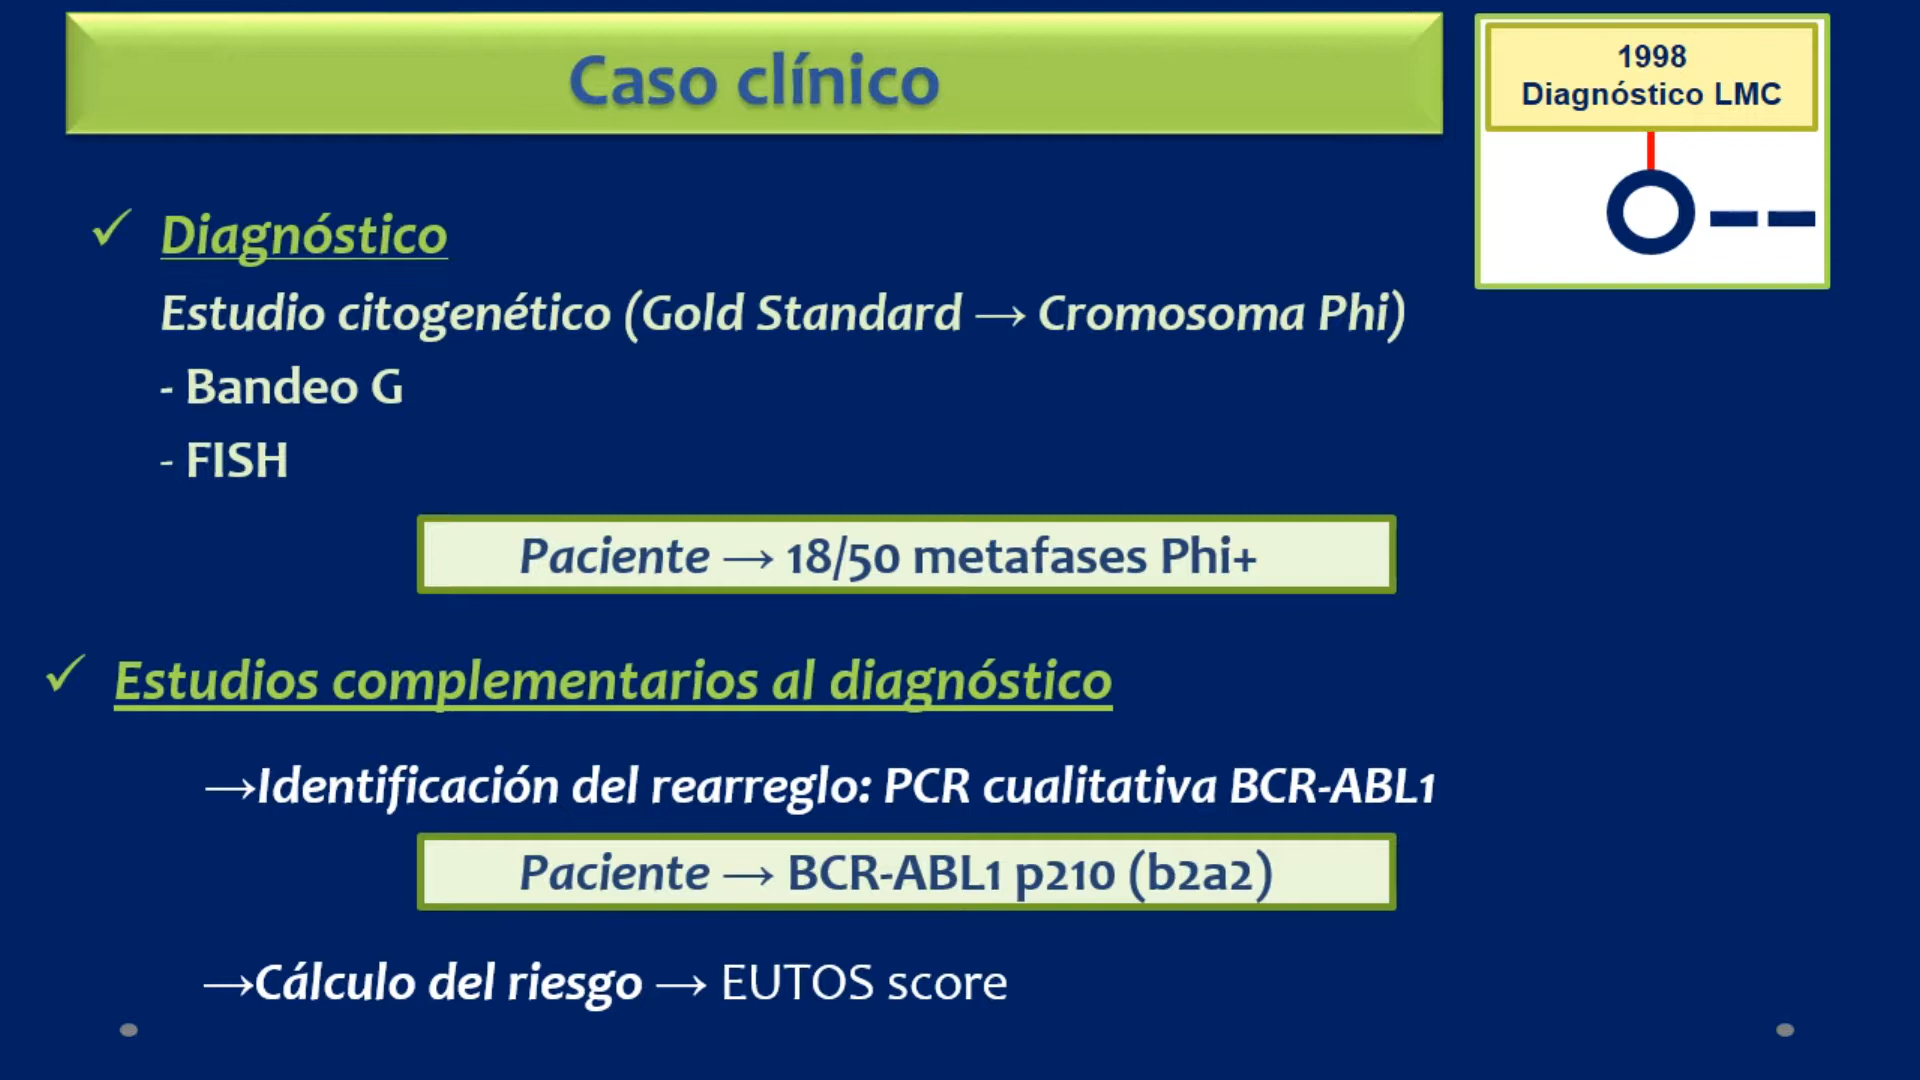 Caso clínico
1998
Diagnóstico LMC
✓ Diagnóstico
Estudio citogenético (Gold Standard → Cromosoma Phi)
- Bandeo G
- FISH
Paciente → 18/50 metafases Phi+
✓ Estudios complementarios al diagnóstico
→Identificación del rearreglo: PCR cualitativa BCR-ABL1
Paciente → BCR-ABL1 p210 (b2a2)
→Cálculo del riesgo → EUTOS score